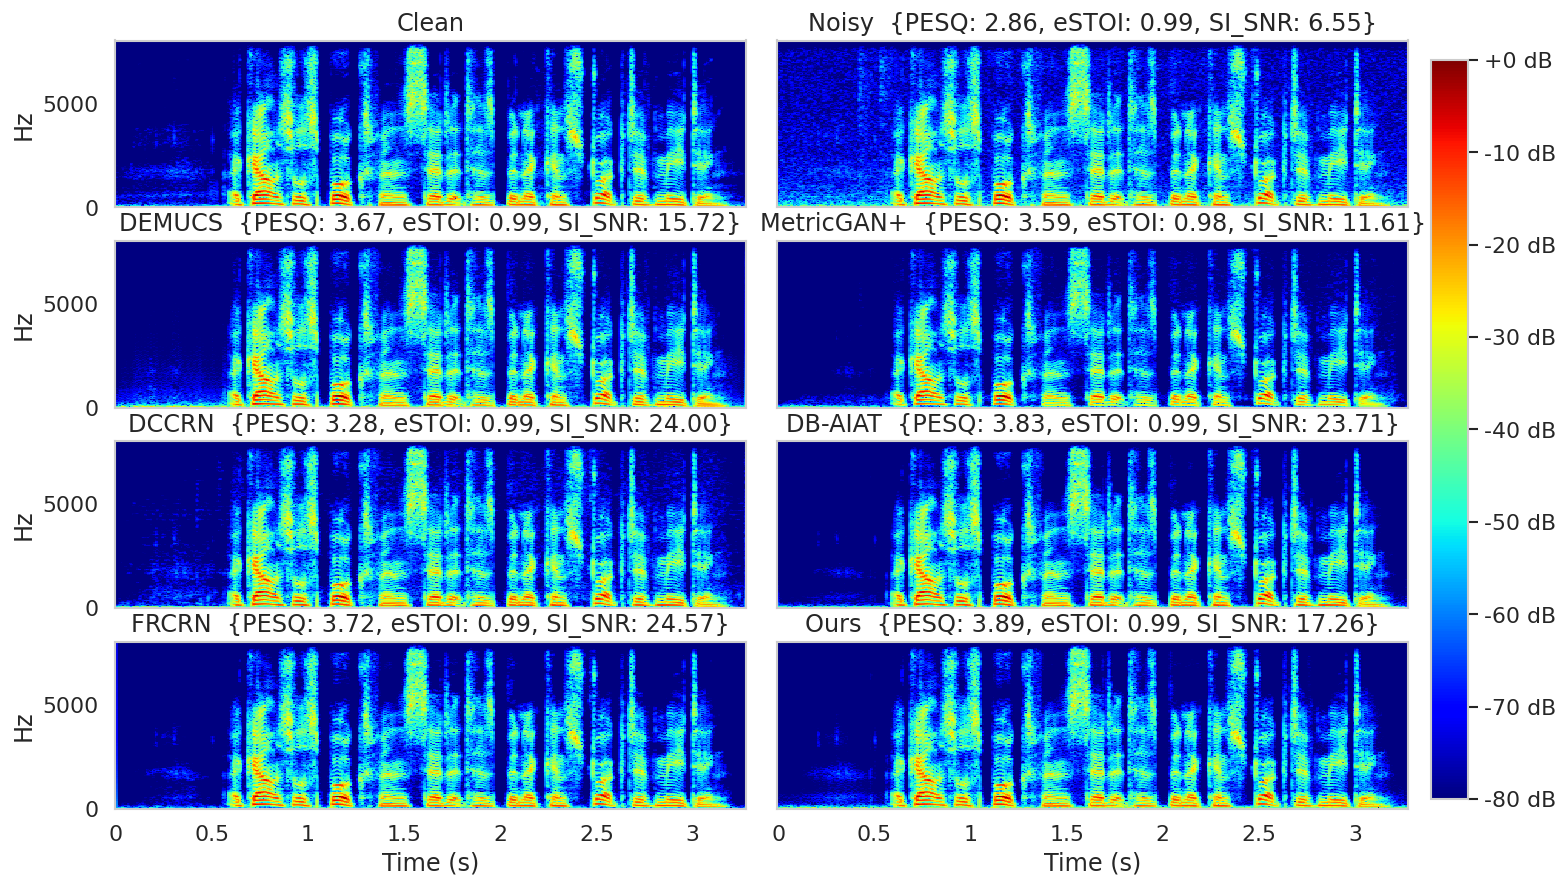 Clean
Noisy {PESQ: 2.86, eSTOI: 0.99, SI_SNR: 6.55}
Hz
5000
0
DEMUCS {PESQ: 3.67, eSTOI: 0.99, SI_SNR: 15.72}
MetricGAN+ {PESQ: 3.59, eSTOI: 0.98, SI_SNR: 11.61}
Hz
5000
0
DCCRN {PESQ: 3.28, eSTOI: 0.99, SI_SNR: 24.00}
DB-AIAT {PESQ: 3.83, eSTOI: 0.99, SI_SNR: 23.71}
Hz
5000
0
FRCRN {PESQ: 3.72, eSTOI: 0.99, SI_SNR: 24.57}
Ours {PESQ: 3.89, eSTOI: 0.99, SI_SNR: 17.26}
Hz
5000
0
0 0.5 1 1.5 2 2.5 3
Time (s)
0 0.5 1 1.5 2 2.5 3
Time (s)
+0 dB
-10 dB
-20 dB
-30 dB
-40 dB
-50 dB
-60 dB
-70 dB
-80 dB